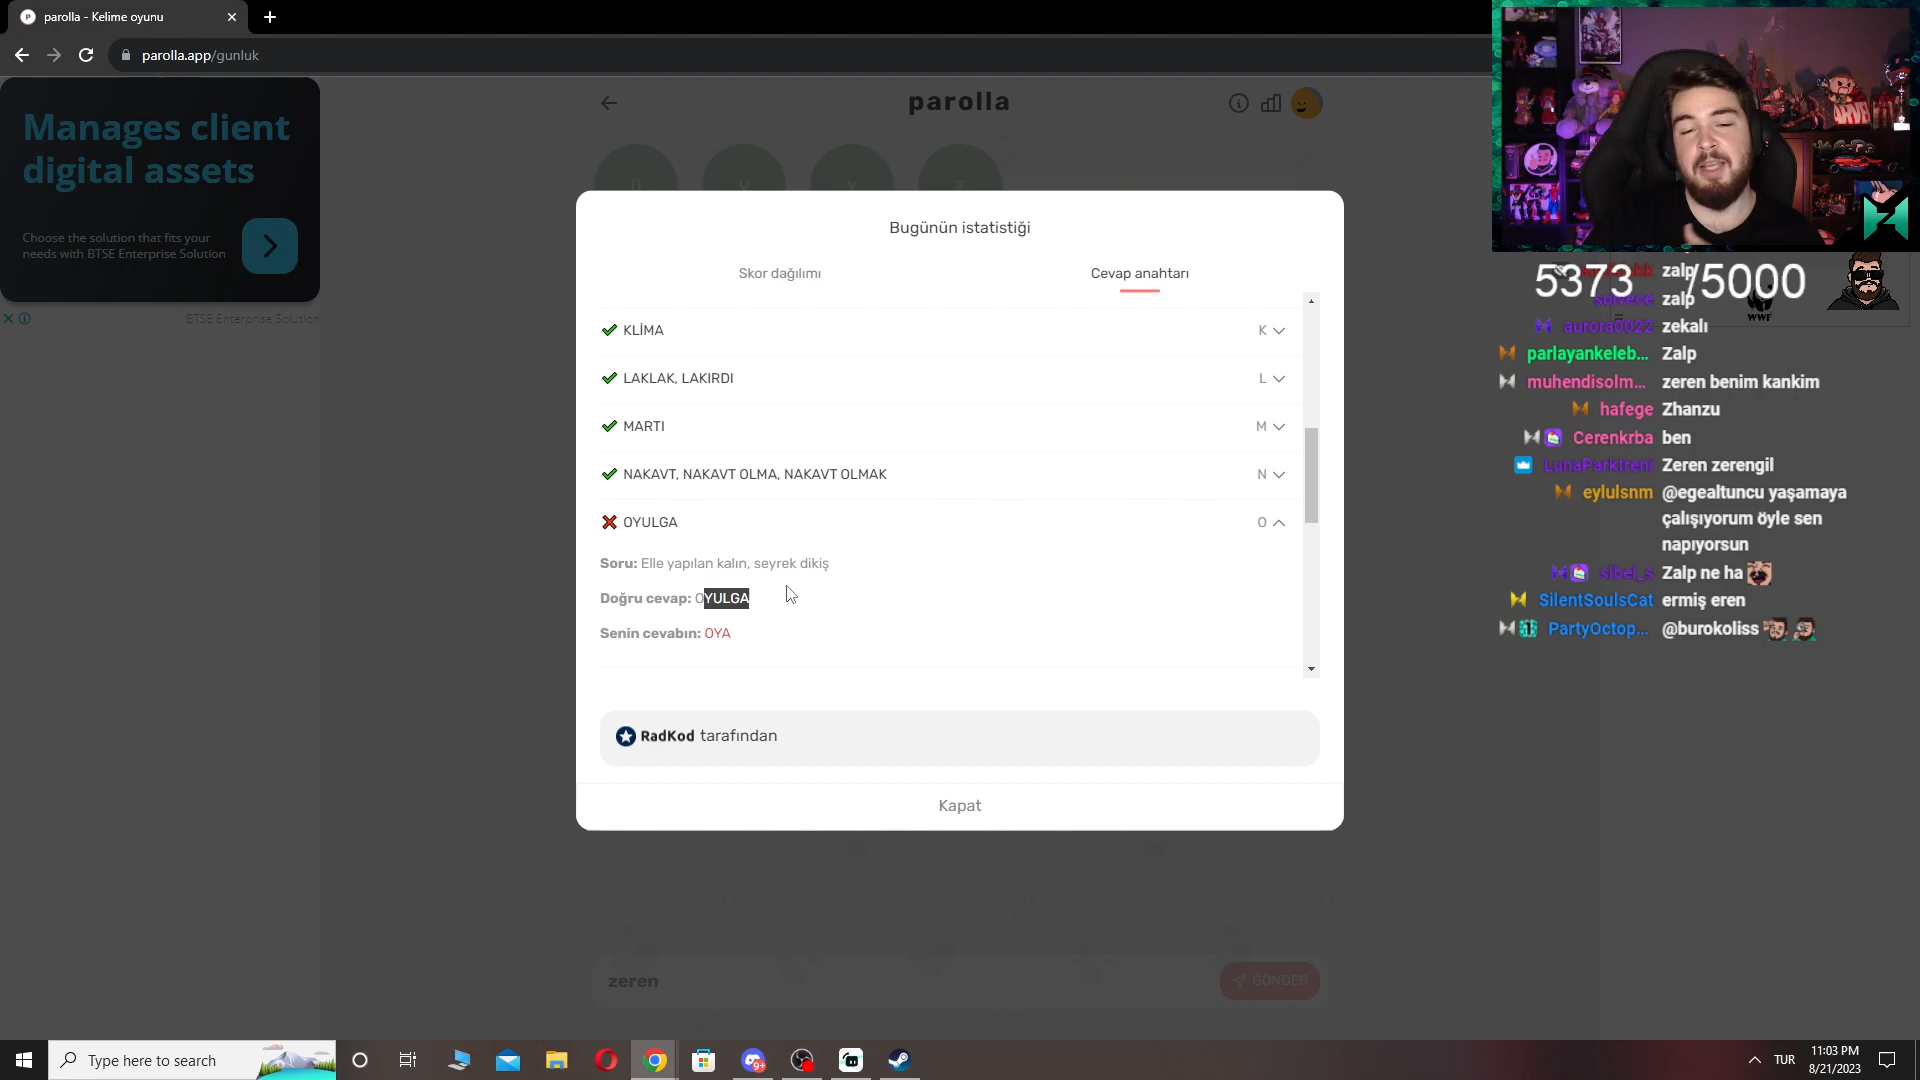 parolla - Kelime oyunu
parolla.app/gunluk
Manages client
digital assets
Choose the solution that fits your
needs with BTSE Enterprise Solution
BTSE Enterprise Solution
parolla
Bugünün istatistiği
Skor dağılımı
Cevap anahtarı
KLİMA K
LAKLAK, LAKIRDI L
MARTI M
NAKAVT, NAKAVT OLMA, NAKAVT OLMAK N
OYULGA O
Soru: Elle yapılan kalın, seyrek dikiş
Doğru cevap: OYULGA
Senin cevabın: OYA
RadKod tarafından
Kapat
zeren
GÖNDER
5373 /5000
zalp
zalp
WWF
aurora0022 zekalı
parlayankeleb... Zalp
muhendisolm... zeren benim kankim
hafege Zhanzu
Cerenkrba ben
LunaParktreni Zeren zerengil
eylulsnm @egealtuncu yaşamaya
çalışıyorum öyle sen
napıyorsun
sibel_s Zalp ne ha
SilentSoulsCat ermiş eren
PartyOctop... @burokoliss
Type here to search
9+
TUR
11:03 PM
8/21/2023